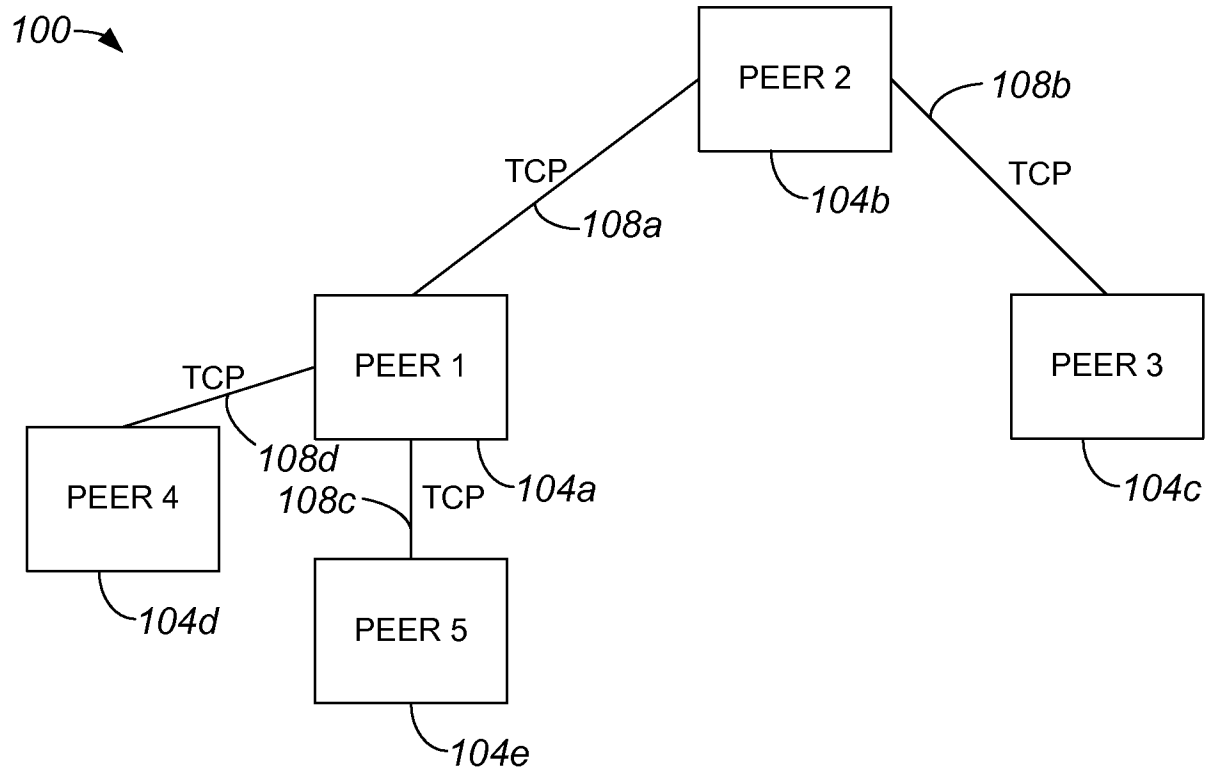 100
PEER 2
108b
TCP
TCP
104b
108a
PEER 1
PEER 3
TCP
108d
104a
104c
PEER 4
108c
TCP
104d
PEER 5
104e